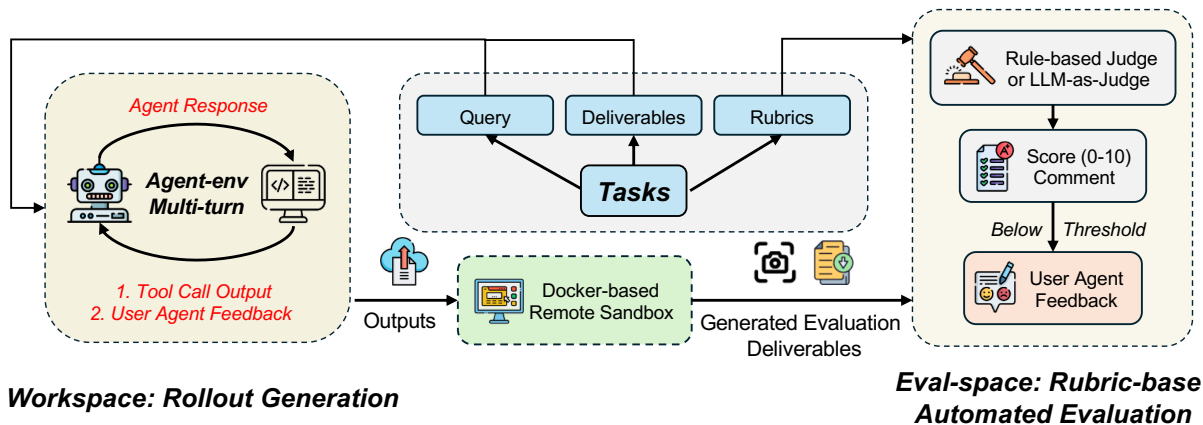 Agent Response
Agent-env
Multi-turn
1. Tool Call Output
2. User Agent Feedback
Query
Deliverables
Rubrics
Tasks
Outputs
Docker-based
Remote Sandbox
Generated Evaluation
Deliverables
Rule-based Judge
or LLM-as-Judge
A+
Score (0-10)
Comment
Below Threshold
User Agent
Feedback
Workspace: Rollout Generation
Eval-space: Rubric-base
Automated Evaluation